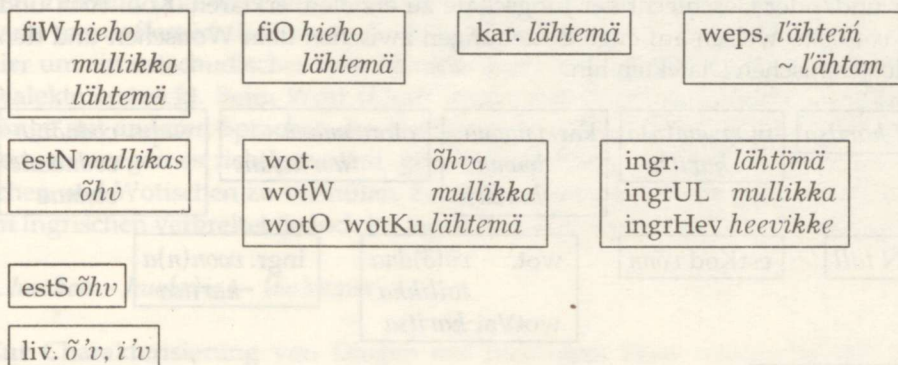 fiW hieho
mullikka
lähtemä
fiO hieho
lähtemä
kar. lähtemä
weps. l'ähteiń
~ l'ähtam
estN mullikas
õhv
wot. õhva
wotW mullikka
wotO wotKu lähtemä
ingr. lähtömä
ingrUL mullikka
ingrHev heevikke
estS õhv
liv. õ'v, i'v